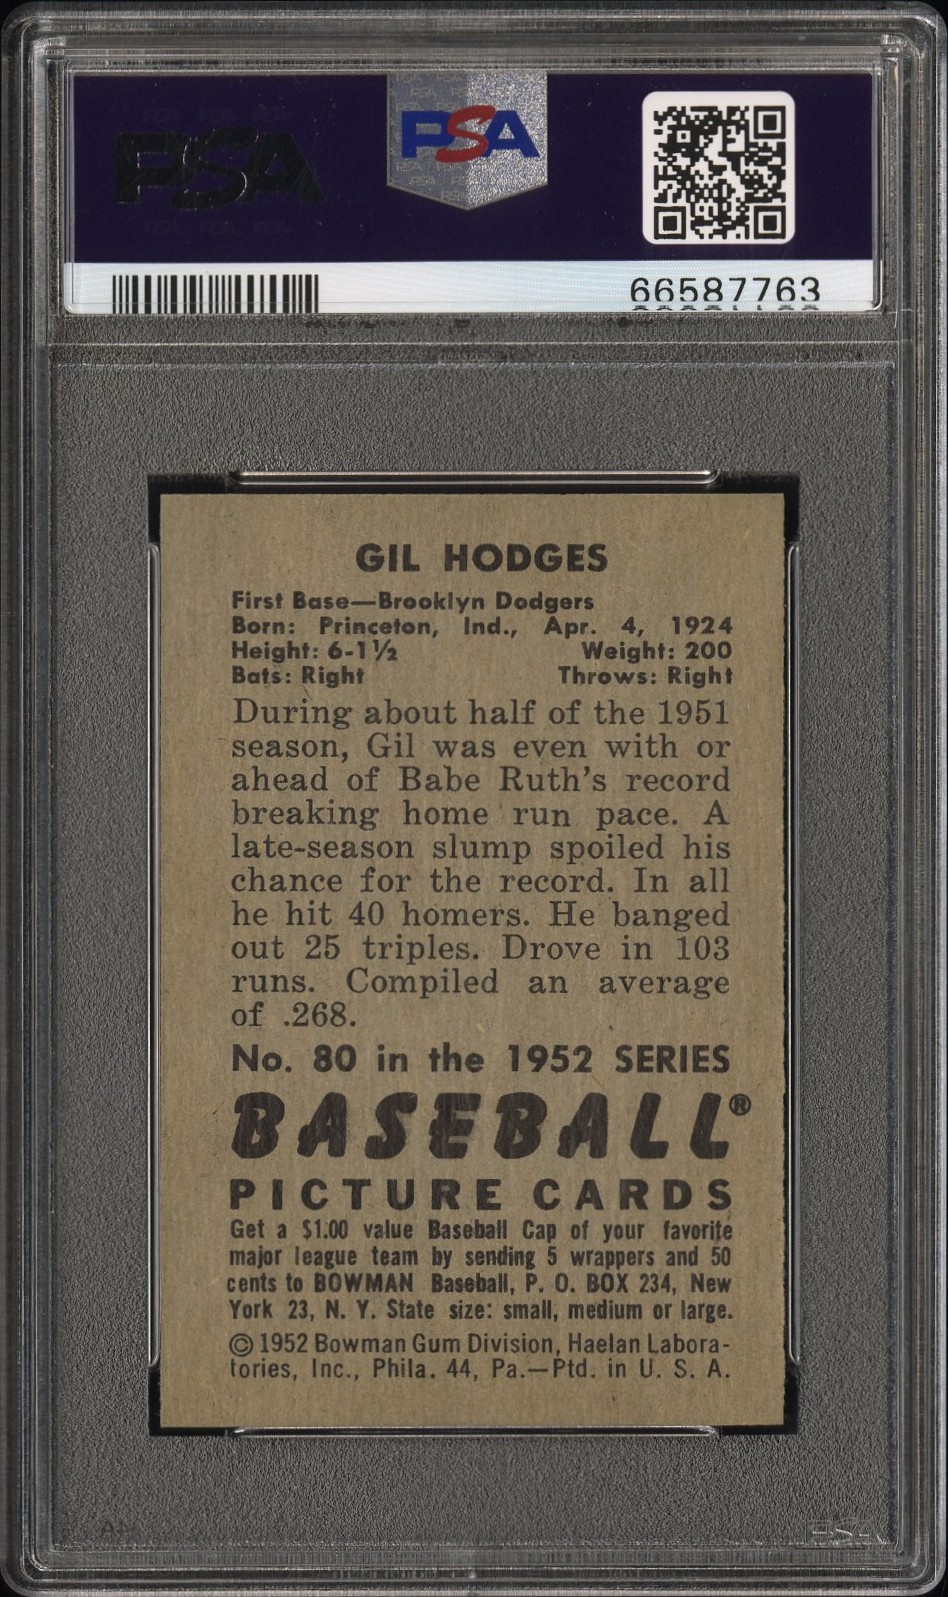 PSA
PSA
66587763
GIL HODGES
First Base—Brooklyn Dodgers
Born: Princeton, Ind., Apr. 4, 1924
Height: 6-1½ Weight: 200
Bats: Right Throws: Right
During about half of the 1951
season, Gil was even with or
ahead of Babe Ruth's record
breaking home run pace. A
late-season slump spoiled his
chance for the record. In all
he hit 40 homers. He banged
out 25 triples. Drove in 103
runs. Compiled an average
of .268.
No. 80 in the 1952 SERIES
BASEBALL®
PICTURE CARDS
Get a $1.00 value Baseball Cap of your favorite
major league team by sending 5 wrappers and 50
cents to BOWMAN Baseball, P. O. BOX 234, New
York 23, N. Y. State size: small, medium or large.
© 1952 Bowman Gum Division, Haelan Labora-
tories, Inc., Phila. 44, Pa.—Ptd. in U. S. A.
PSA